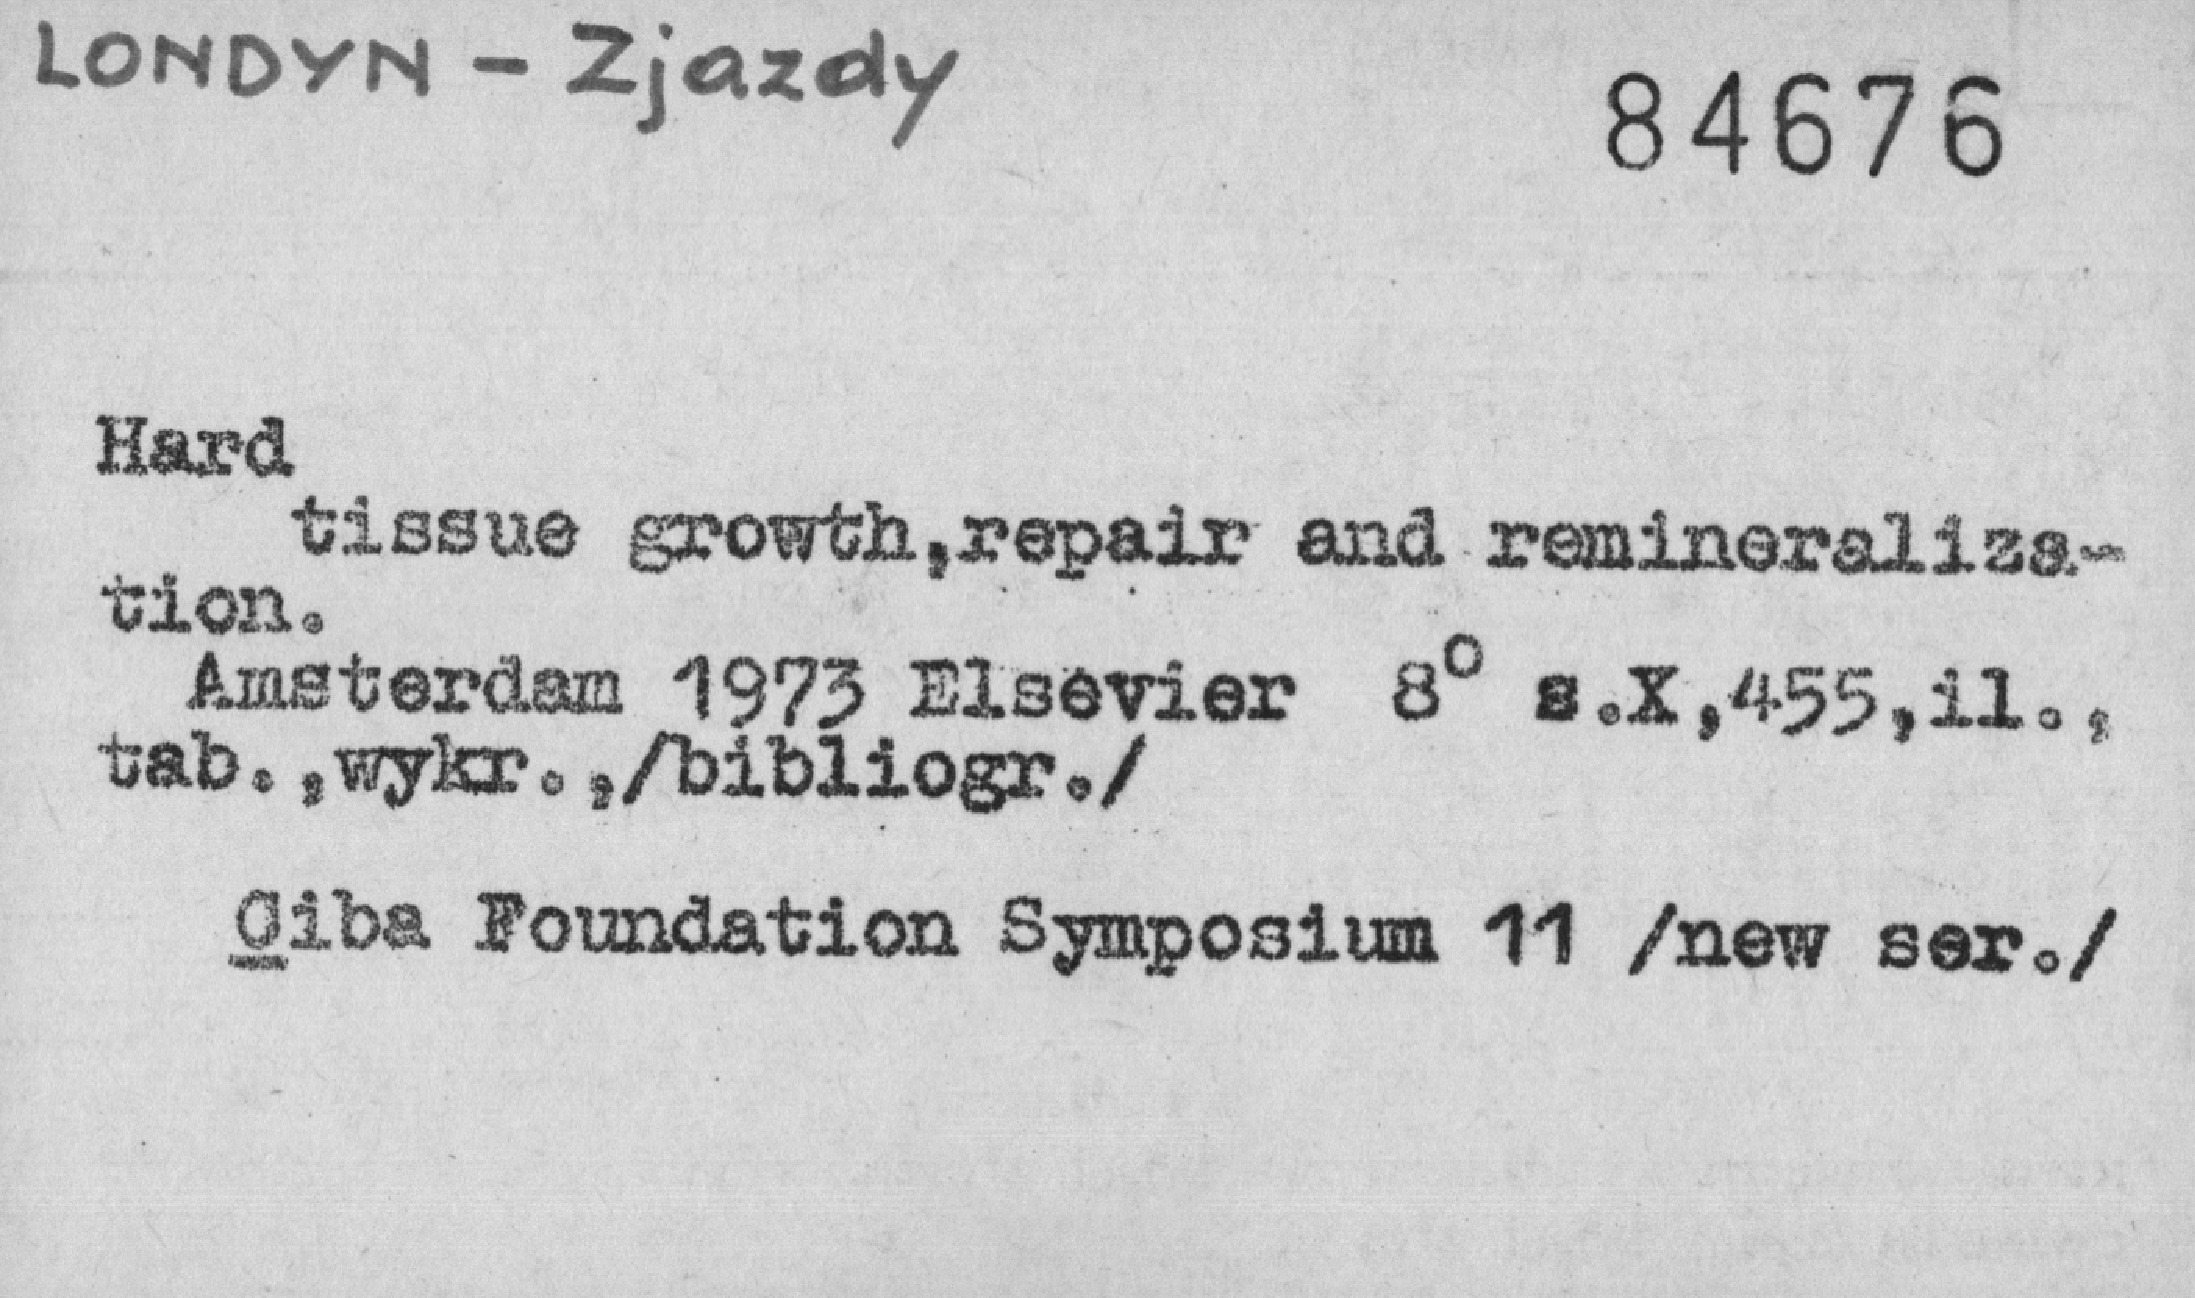 LONDYN - Zjazdy
84676
Hard
tissue growth,repair and remineraliza-
tion.
Amsterdam 1973 Elsevier 8° s.X,455,il.,
tab.,wykr.,/bibliogr./
Ciba Foundation Symposium 11 /new ser./